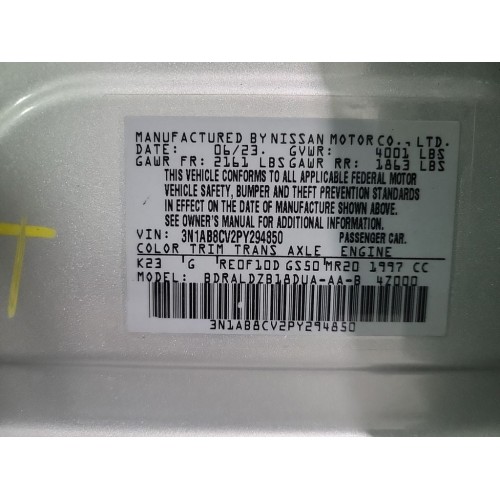 MANUFACTURED BY NISSAN MOTOR CO., LTD.
DATE: 06/23. GVWR: 4001 LBS
GAWR FR: 2161 LBS GAWR RR: 1863 LBS
THIS VEHICLE CONFORMS TO ALL APPLICABLE FEDERAL MOTOR
VEHICLE SAFETY, BUMPER AND THEFT PREVENTION STANDARDS
IN EFFECT ON THE DATE OF MANUFACTURE SHOWN ABOVE.
SEE OWNER'S MANUAL FOR ADDITIONAL INFORMATION.
VIN: 3N1AB8CV2PY294850 PASSENGER CAR.
COLOR TRIM TRANS AXLE ENGINE
K23 G RE0F10D GS50 MR20 1997 CC
MODEL: BDRALDZB18DUA-AA-B 47000
3N1AB8CV2PY294850